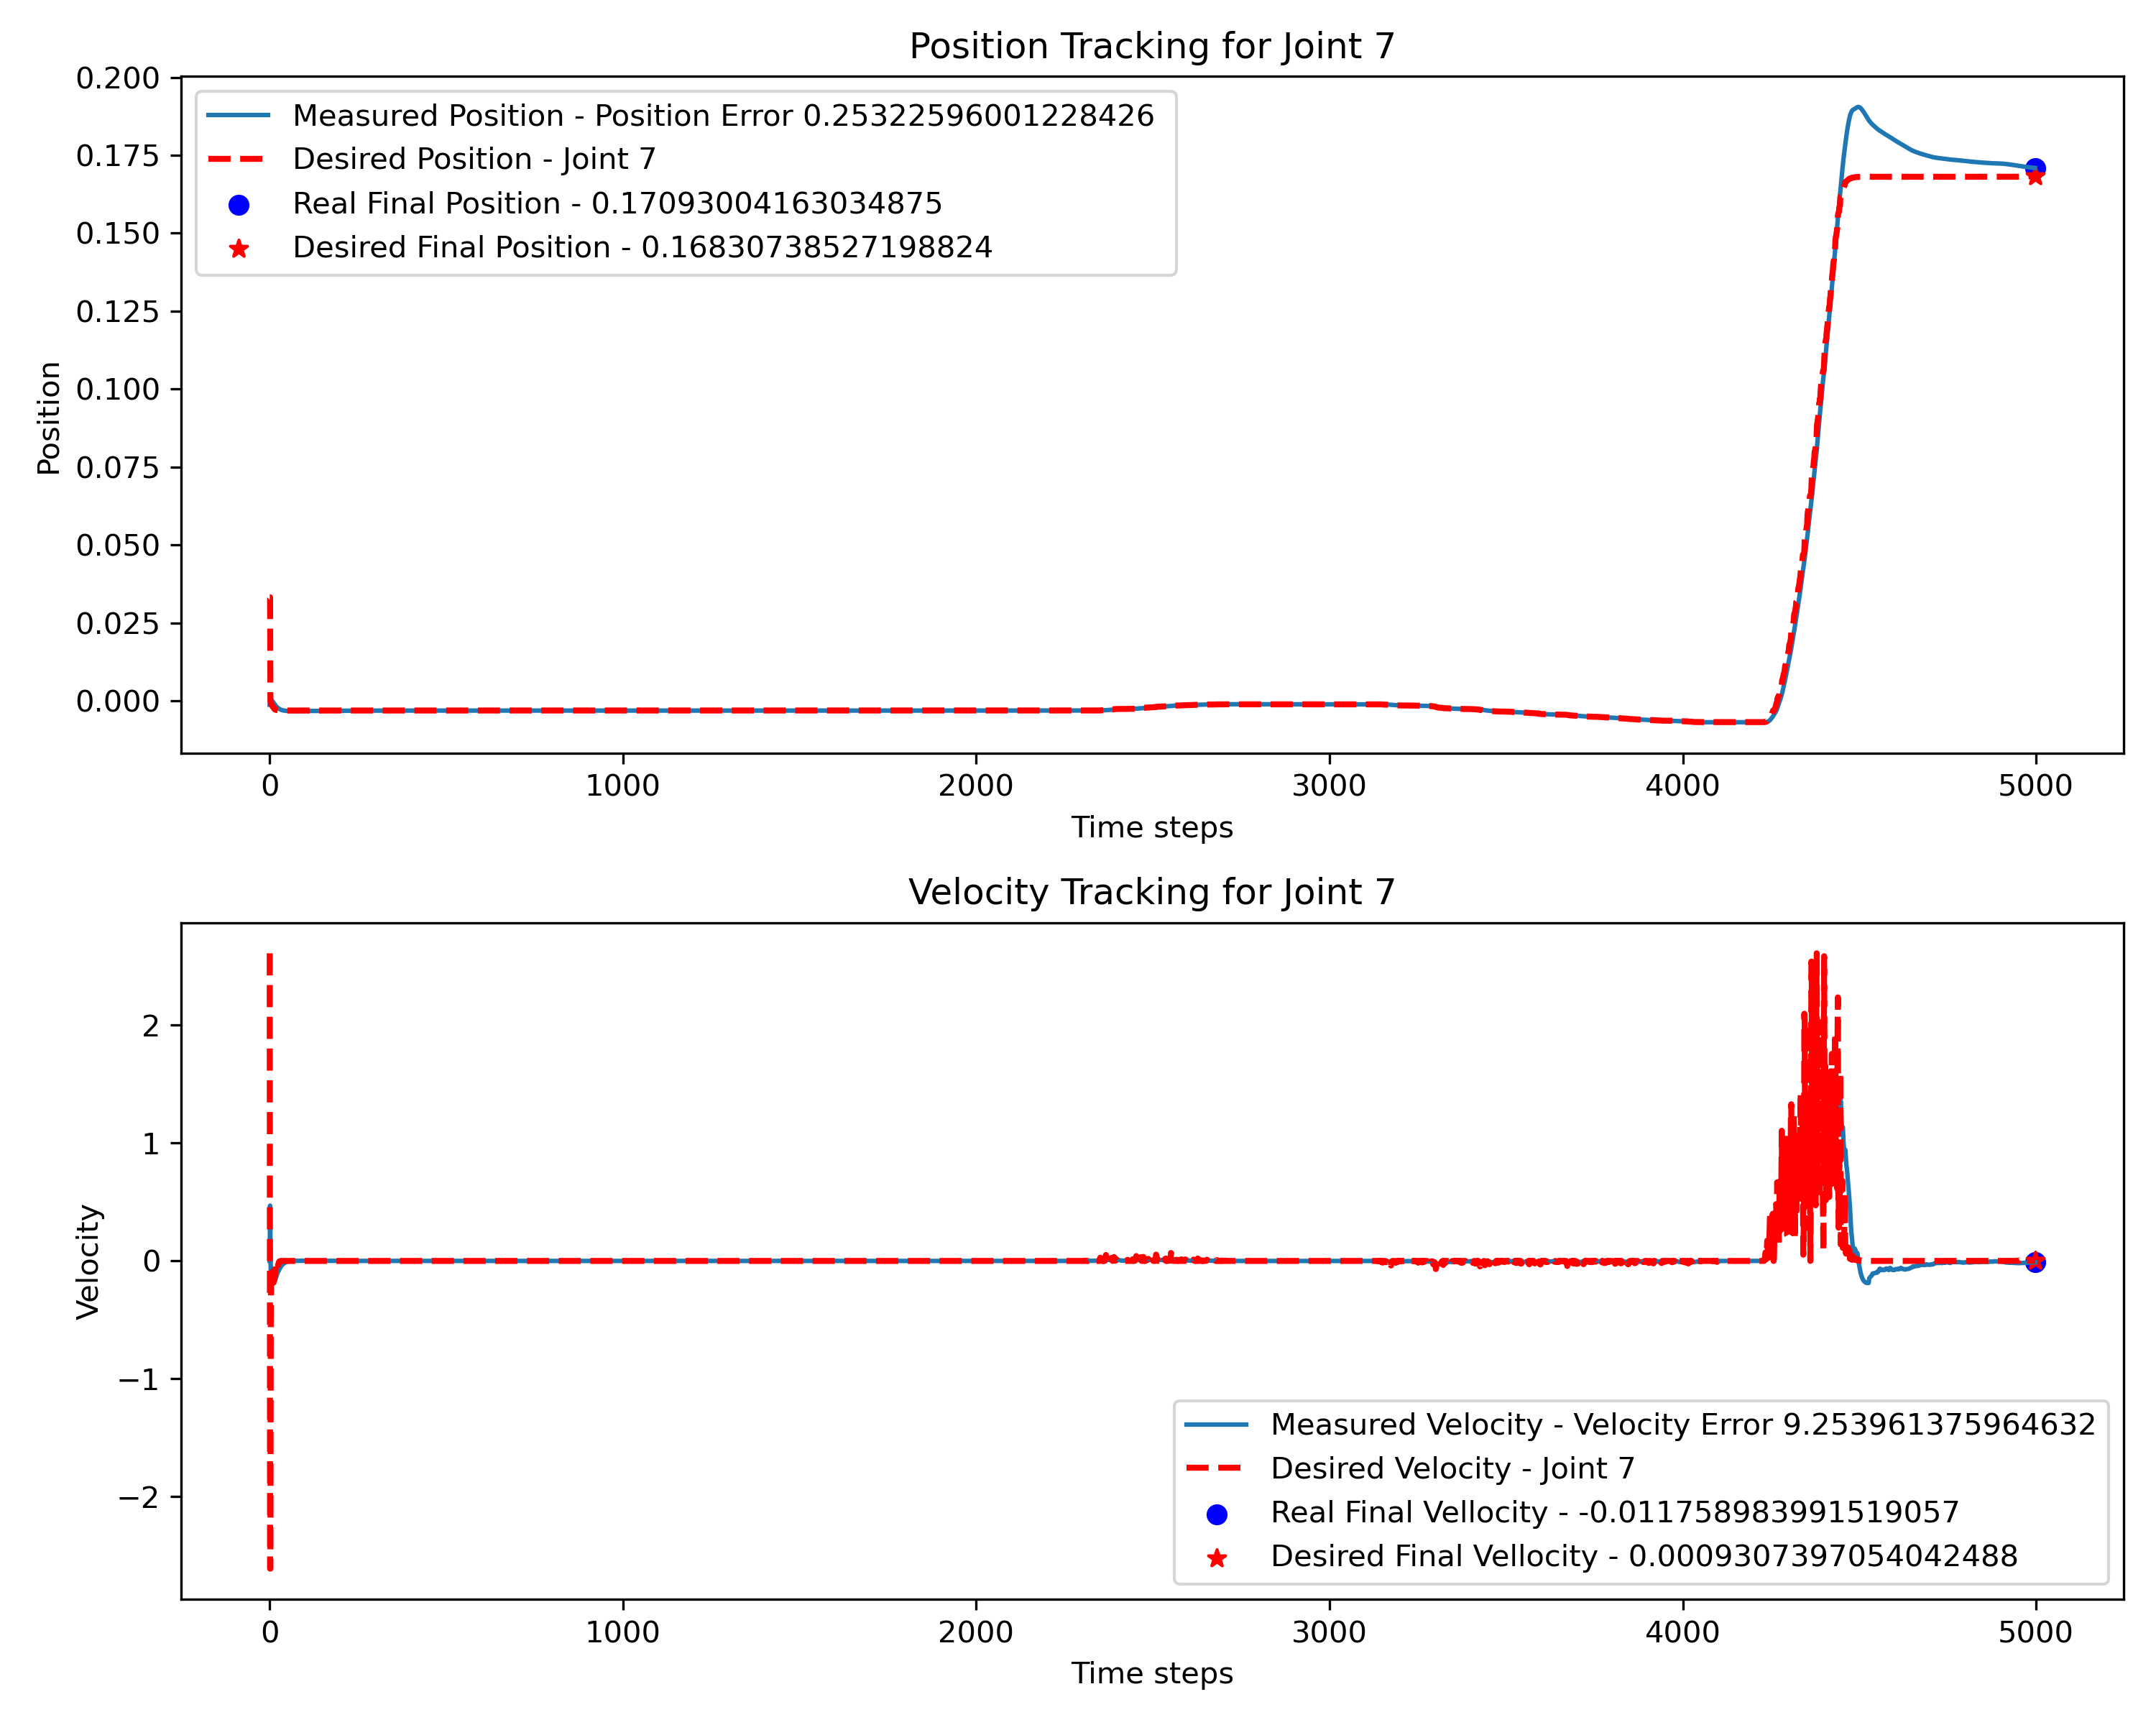 Position Tracking for Joint 7
0.200
0.175
0.150
0.125
0.100
0.075
0.050
0.025
0.000
Position
Measured Position - Position Error 0.25322596001228426
Desired Position - Joint 7
Real Final Position - 0.17093004163034875
Desired Final Position - 0.16830738527198824
0 1000 2000 3000 4000 5000
Time steps
Velocity Tracking for Joint 7
2
1
0
−1
−2
Velocity
Measured Velocity - Velocity Error 9.253961375964632
Desired Velocity - Joint 7
Real Final Vellocity - -0.011758983991519057
Desired Final Vellocity - 0.0009307397054042488
0 1000 2000 3000 4000 5000
Time steps